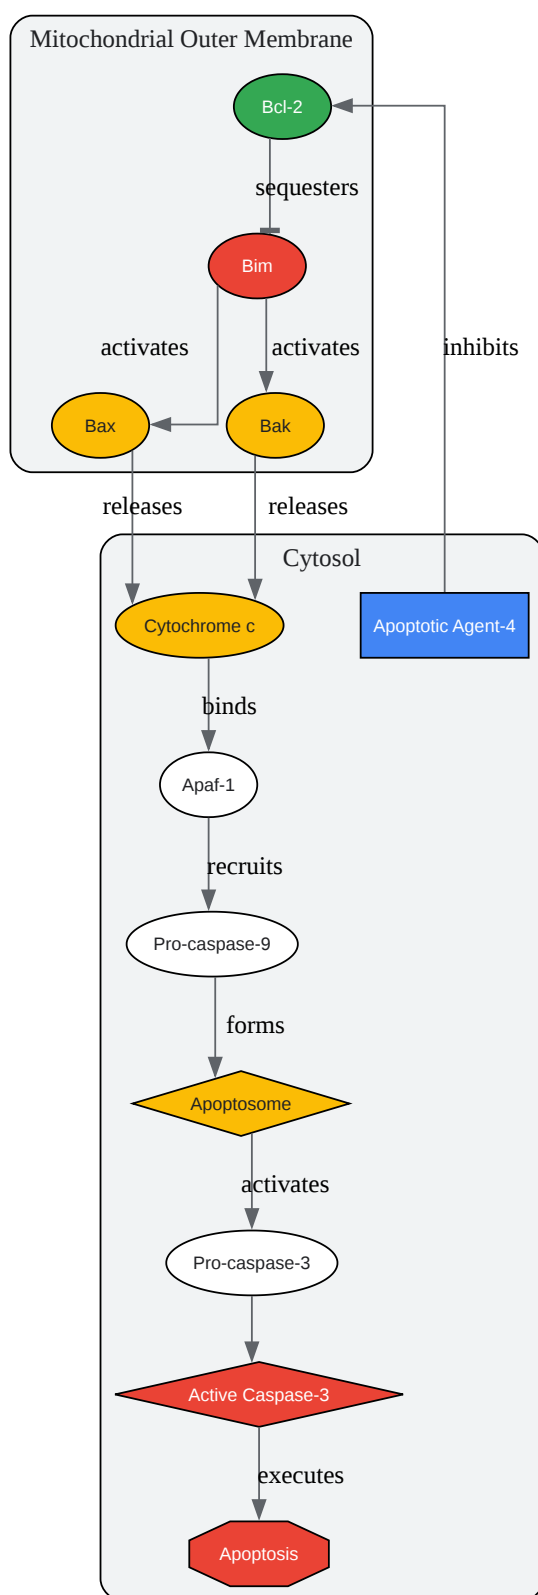 Mitochondrial Outer Membrane
Bcl-2
sequesters
Bim
activates
activates
inhibits
Bax
Bak
releases
releases
Cytosol
Cytochrome c
Apoptotic Agent-4
binds
Apaf-1
recruits
Pro-caspase-9
forms
Apoptosome
activates
Pro-caspase-3
Active Caspase-3
executes
Apoptosis